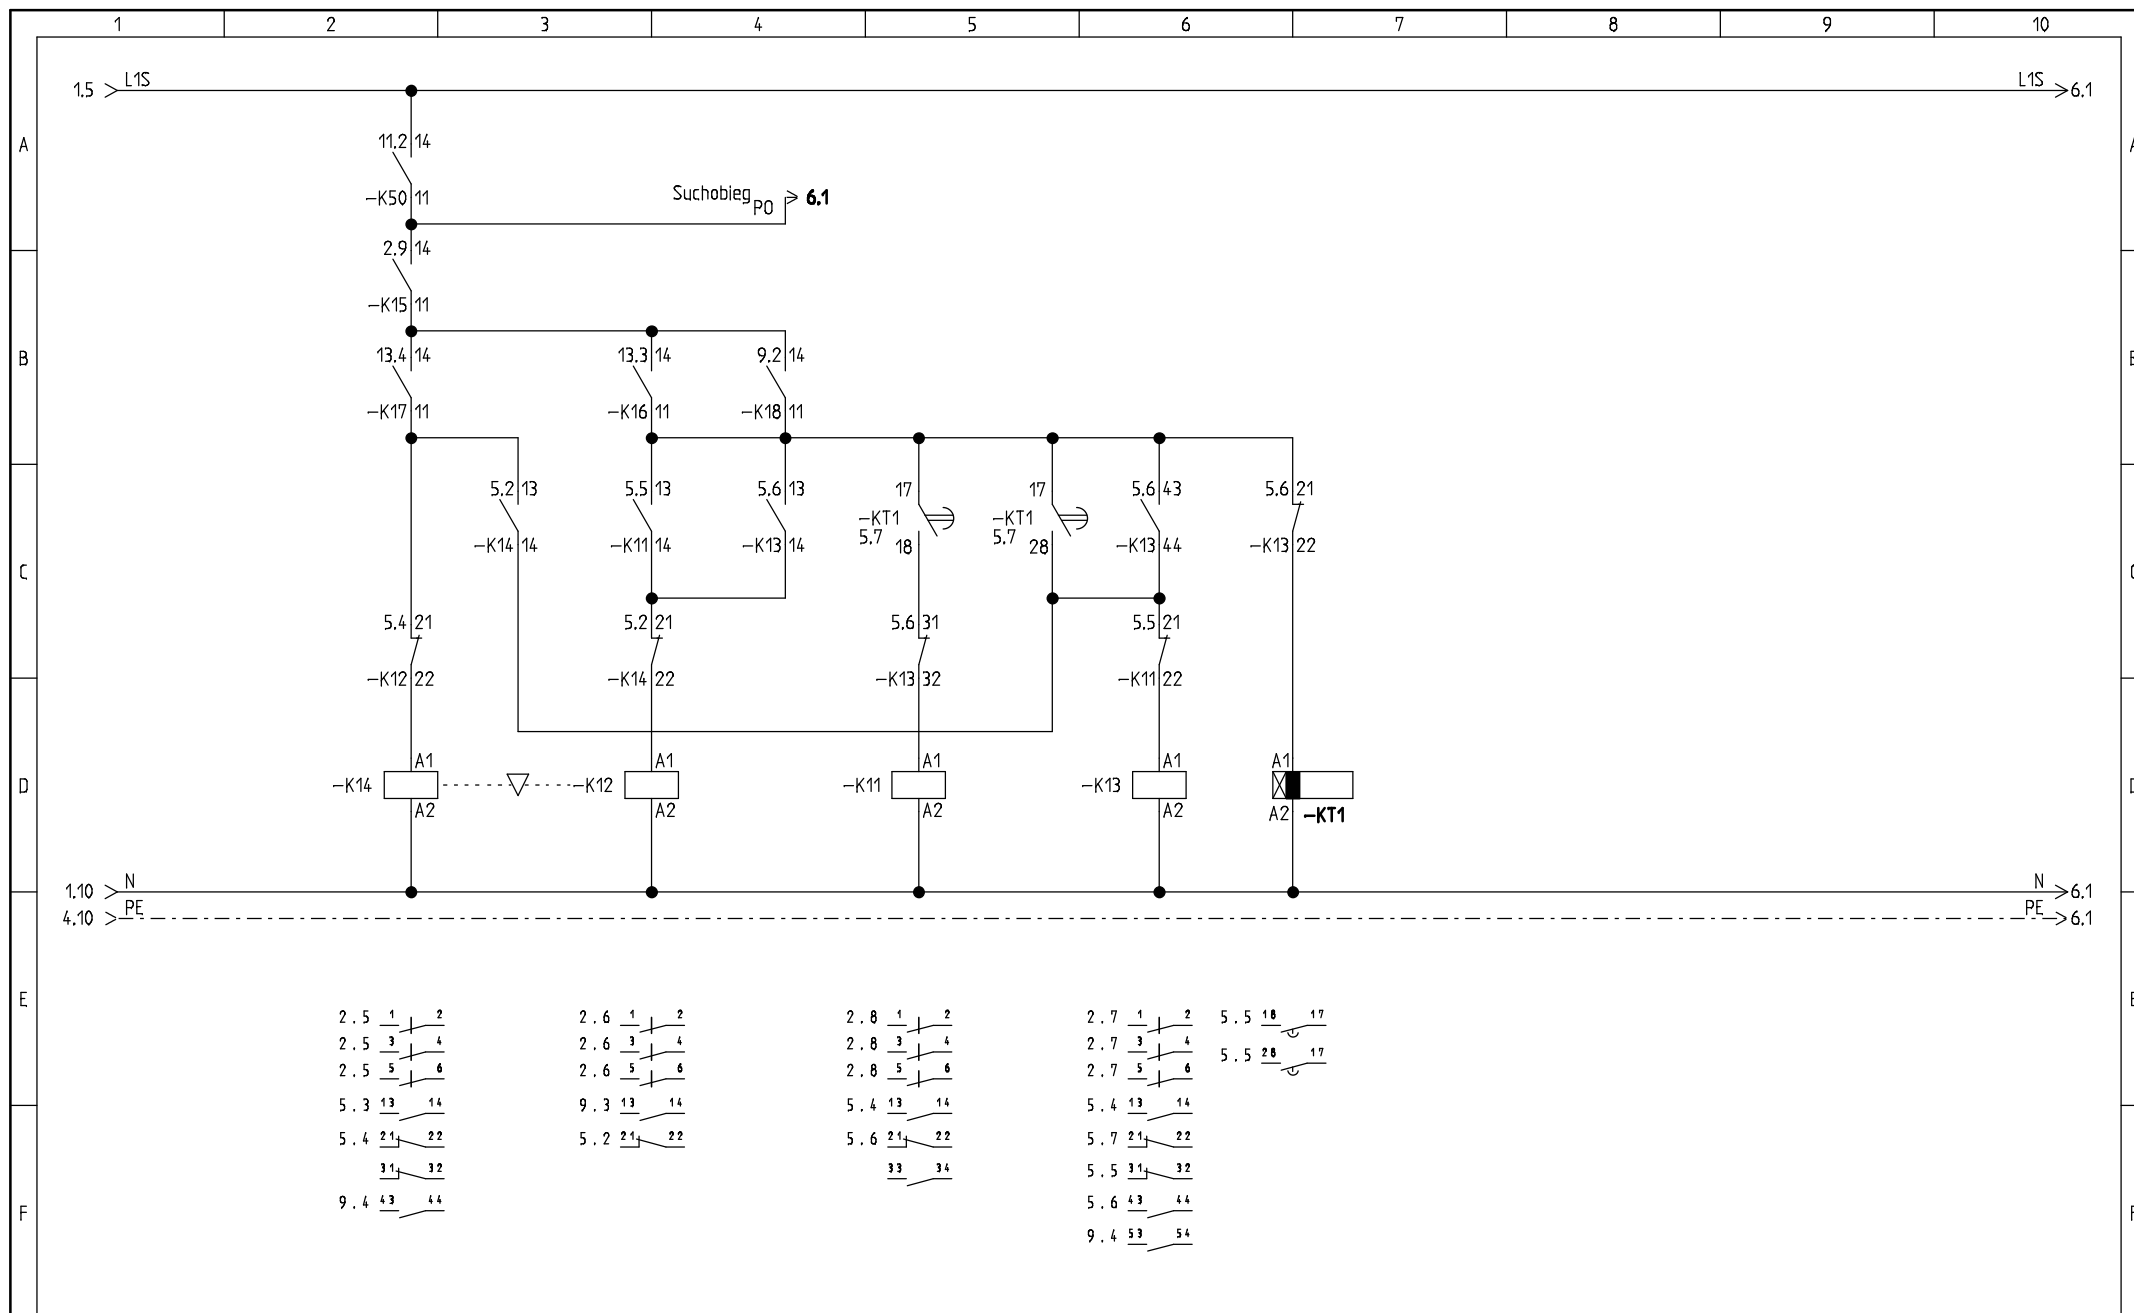 1 2 3 4 5 6 7 8 9 10
1.5 L1S L1S 6.1
A A
11.2 14
-K50 11
Suchobieg PO 6.1
2.9 14
-K15 11
B B
13.4 14 13.3 14 9.2 14
-K17 11 -K16 11 -K18 11
5.2 13 5.5 13 5.6 13 17 17 5.6 43 5.6 21
-KT1 -KT1
5.7 5.7
-K14 14 -K11 14 -K13 14 18 28 -K13 44 -K13 22
C C
5.4 21 5.2 21 5.6 31 5.5 21
-K12 22 -K14 22 -K13 32 -K11 22
A1 A1 A1 A1 A1
D -K14 -K12 -K11 -K13 D
A2 A2 A2 A2 A2 -KT1
1.10 N N 6.1
4.10 PE PE 6.1
E E
2.5 1 2 2.6 1 2 2.8 1 2 2.7 1 2 5.5 18 17
2.5 3 4 2.6 3 4 2.8 3 4 2.7 3 4 5.5 28 17
2.5 5 6 2.6 5 6 2.8 5 6 2.7 5 6
5.3 13 14 9.3 13 14 5.4 13 14 5.4 13 14
5.4 21 22 5.2 21 22 5.6 21 22 5.7 21 22
31 32 33 34 5.5 31 32
9.4 43 44 5.6 43 44
F F
9.4 53 54